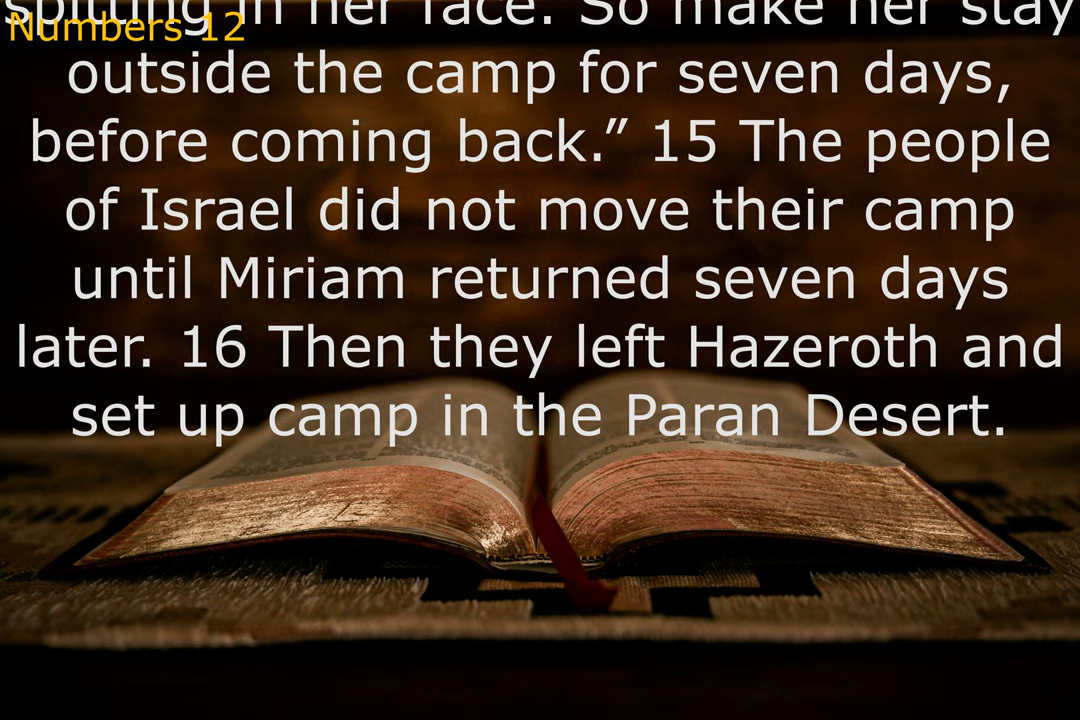 spitting in her face. So make her stay
Numbers 12
outside the camp for seven days,
before coming back.” 15 The people
of Israel did not move their camp
until Miriam returned seven days
later. 16 Then they left Hazeroth and
set up camp in the Paran Desert.